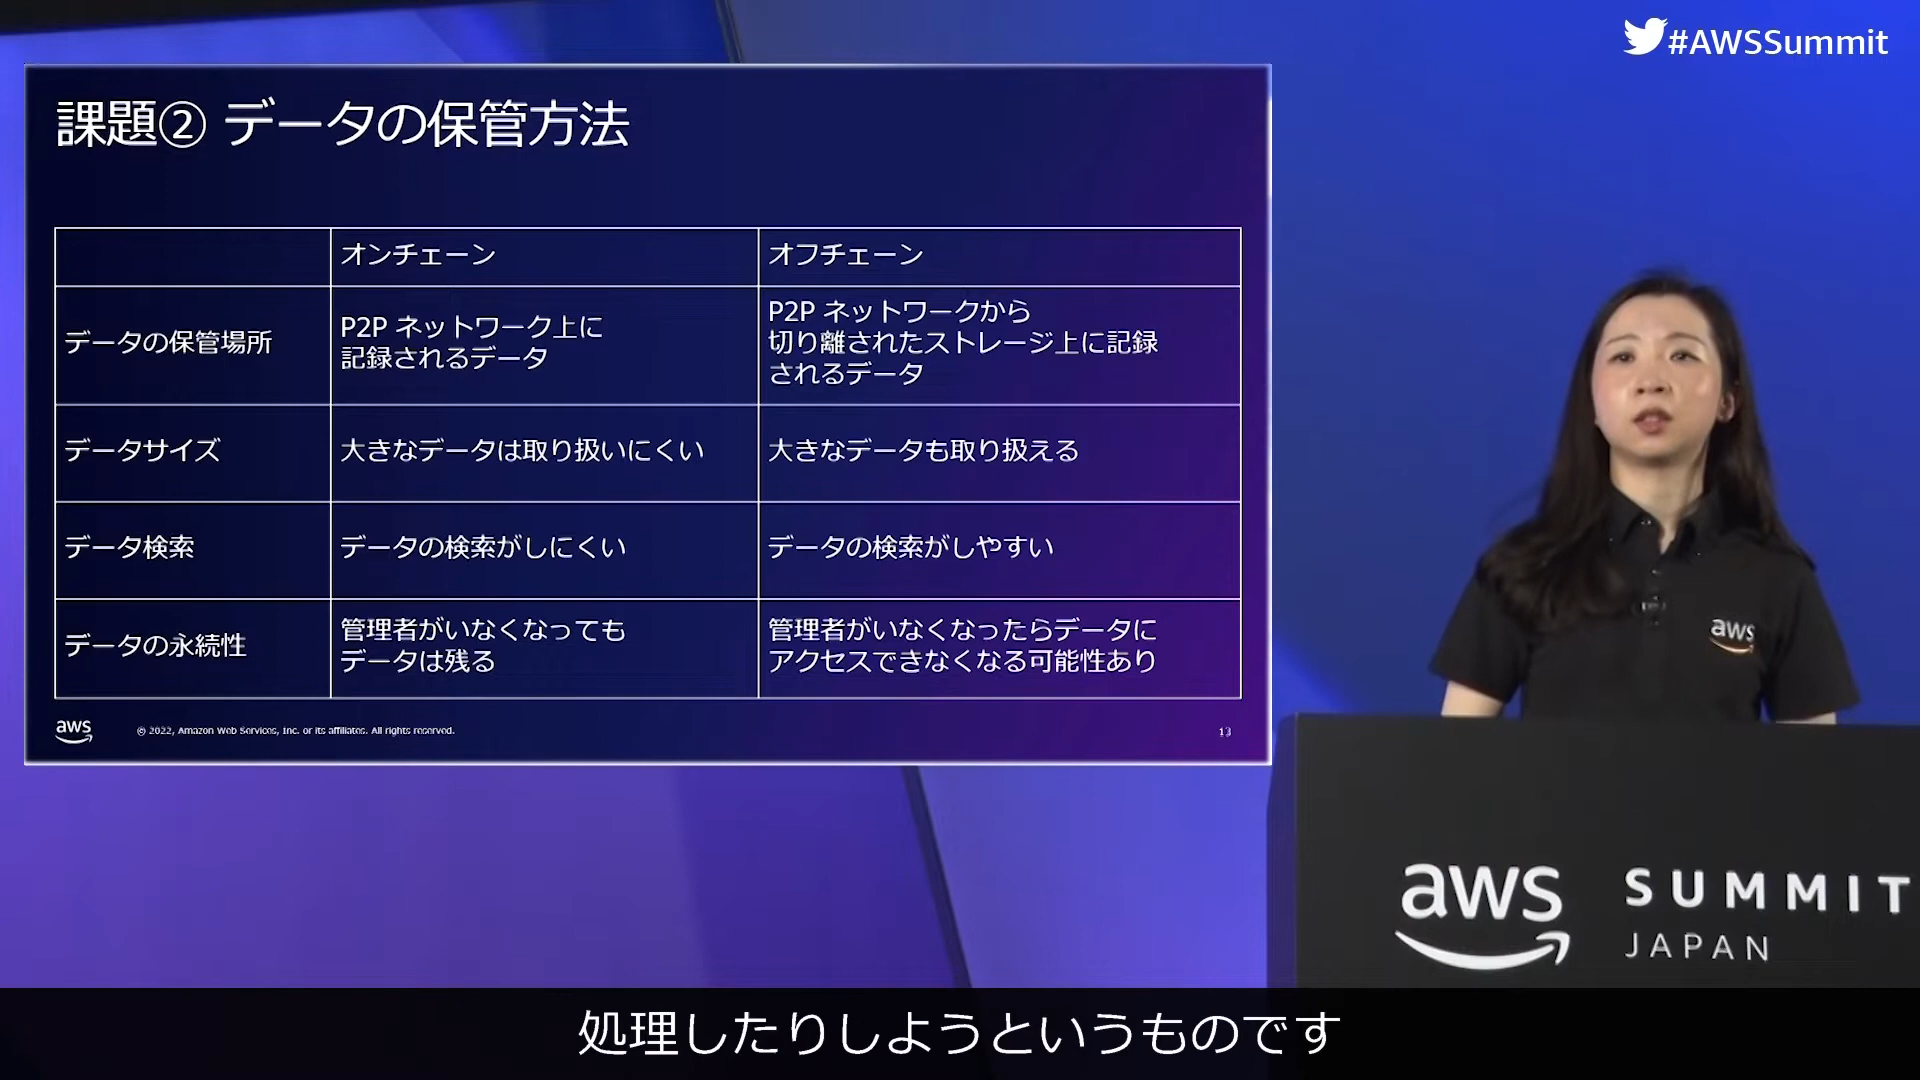 #AWSSummit
課題② データの保管方法
オンチェーン
オフチェーン
データの保管場所
P2P ネットワーク上に
記録されるデータ
P2P ネットワークから
切り離されたストレージ上に記録
されるデータ
データサイズ
大きなデータは取り扱いにくい
大きなデータも取り扱える
データ検索
データの検索がしにくい
データの検索がしやすい
データの永続性
管理者がいなくなっても
データは残る
管理者がいなくなったらデータに
アクセスできなくなる可能性あり
aws
© 2022, Amazon Web Services, Inc. or its affiliates. All rights reserved.
13
aws
aws
SUMMIT
JAPAN
処理したりしようというものです